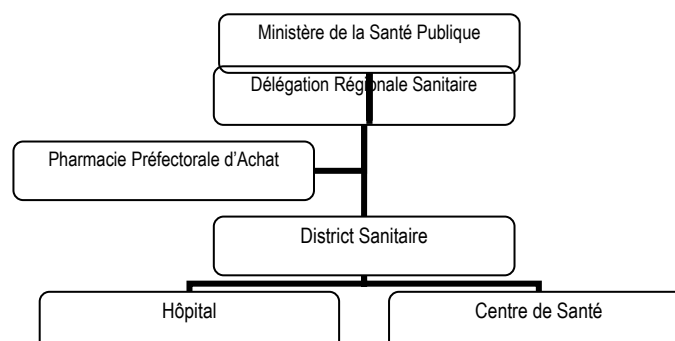 Ministère de la Santé Publique
Délégation Régionale Sanitaire
Pharmacie Préfectorale d’Achat
District Sanitaire
Hôpital
Centre de Santé